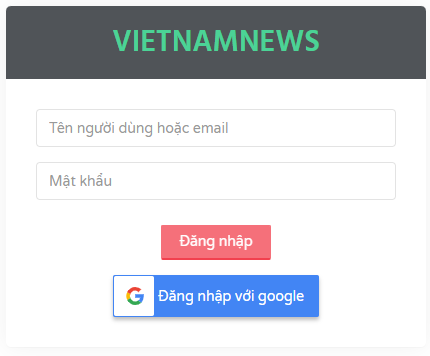 VIETNAMNEWS
Tên người dùng hoặc email
Mật khẩu
Đăng nhập
Đăng nhập với google